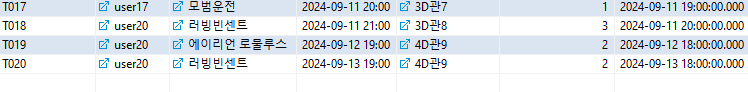 T017 user17 모범운전 2024-09-11 20:00 3D관7 1 2024-09-11 19:00:00.000
T018 user20 러빙빈센트 2024-09-11 21:00 3D관8 3 2024-09-11 20:00:00.000
T019 user20 에이리언 로물루스 2024-09-12 19:00 4D관9 2 2024-09-12 18:00:00.000
T020 user20 러빙빈센트 2024-09-13 19:00 4D관9 2 2024-09-13 18:00:00.000